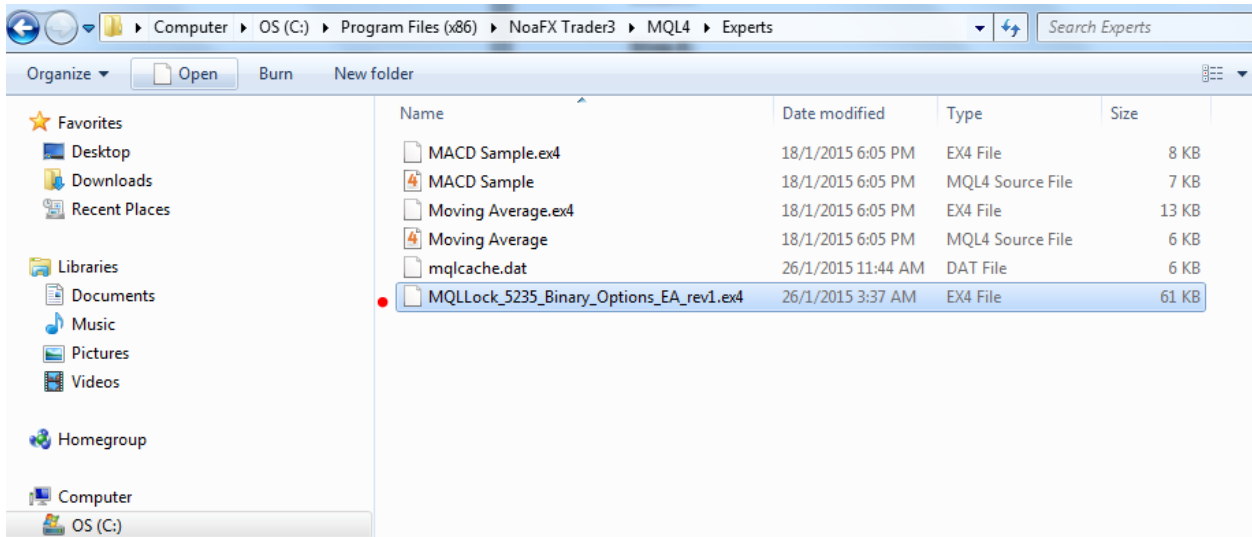 Computer OS (C:) Program Files (x86) NoaFX Trader3 MQL4 Experts Search Experts
Organize Open Burn New folder
Favorites
Desktop
Downloads
Recent Places
Libraries
Documents
Music
Pictures
Videos
Homegroup
Computer
OS (C:)
Name Date modified Type Size
MACD Sample.ex4 18/1/2015 6:05 PM EX4 File 8 KB
MACD Sample 18/1/2015 6:05 PM MQL4 Source File 7 KB
Moving Average.ex4 18/1/2015 6:05 PM EX4 File 13 KB
Moving Average 18/1/2015 6:05 PM MQL4 Source File 6 KB
mqlcache.dat 26/1/2015 11:44 AM DAT File 6 KB
MQLLock_5235_Binary_Options_EA_rev1.ex4 26/1/2015 3:37 AM EX4 File 61 KB